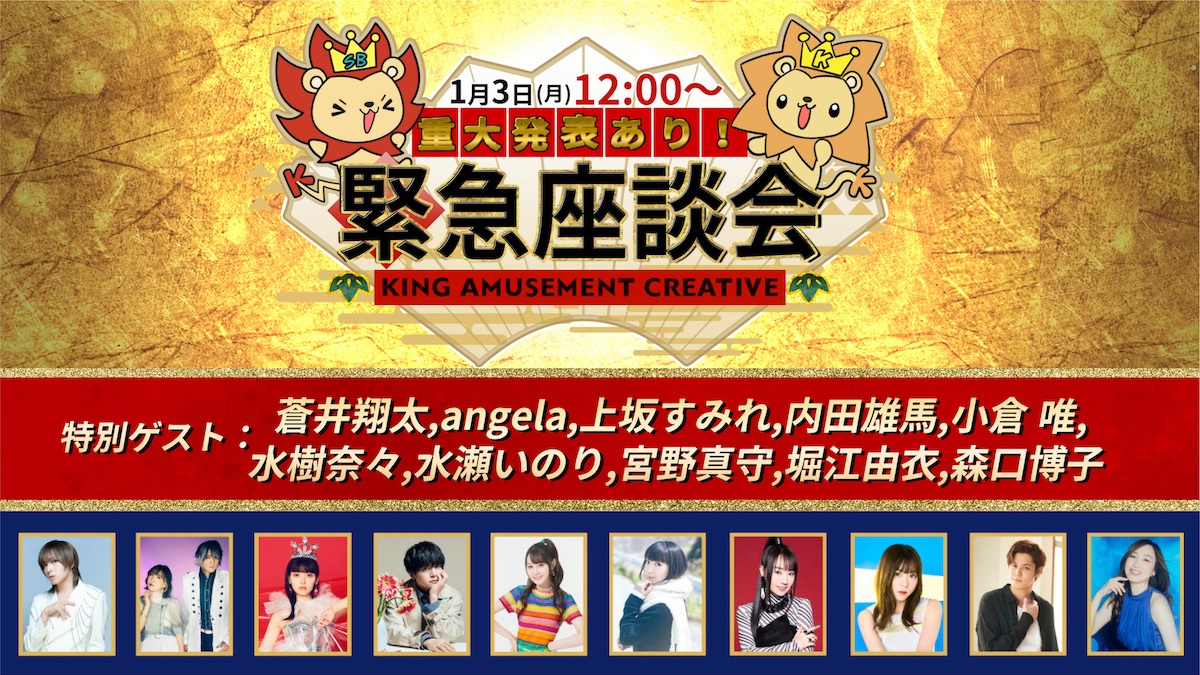 SB
K
1月3日(月)12:00〜
重大発表あり!
緊急座談会
KING AMUSEMENT CREATIVE
特別ゲスト:
蒼井翔太,angela,上坂すみれ,内田雄馬,小倉 唯,
水樹奈々,水瀬いのり,宮野真守,堀江由衣,森口博子